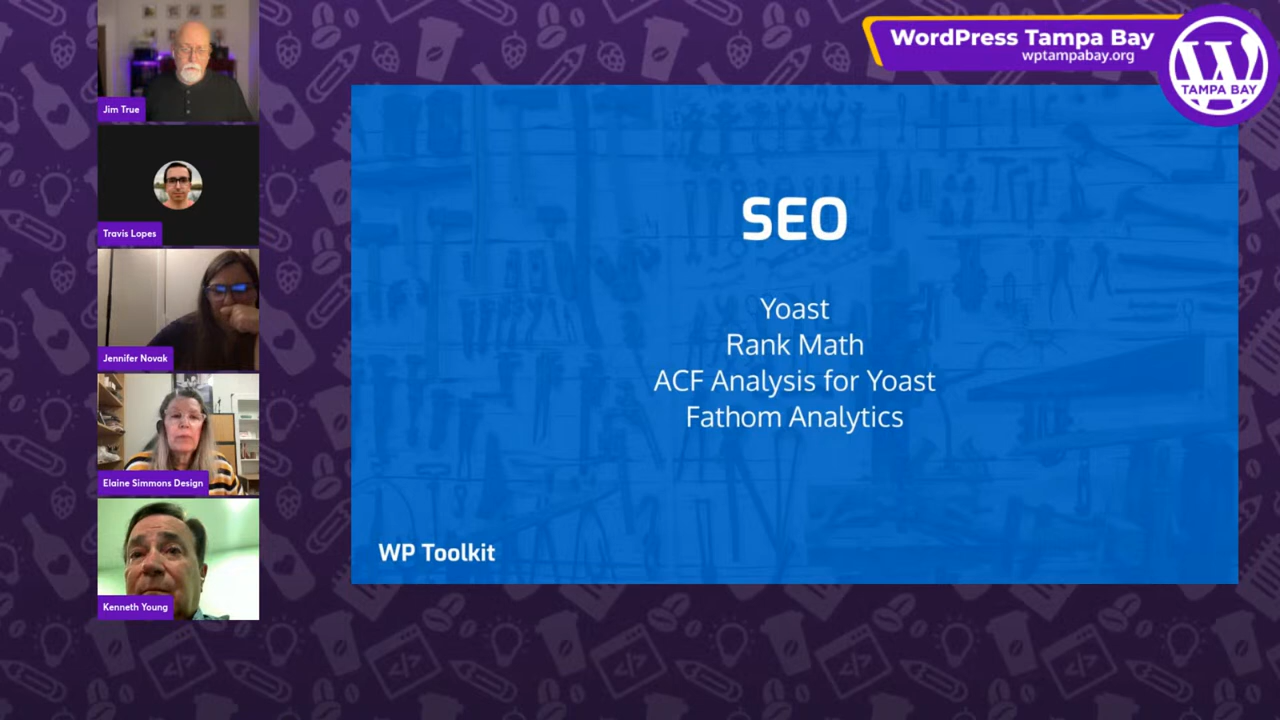 Jim True
Travis Lopes
Jennifer Novak
Elaine Simmons Design
Kenneth Young
WordPress Tampa Bay
wptampabay.org
W
TAMPA BAY
SEO
Yoast
Rank Math
ACF Analysis for Yoast
Fathom Analytics
WP Toolkit